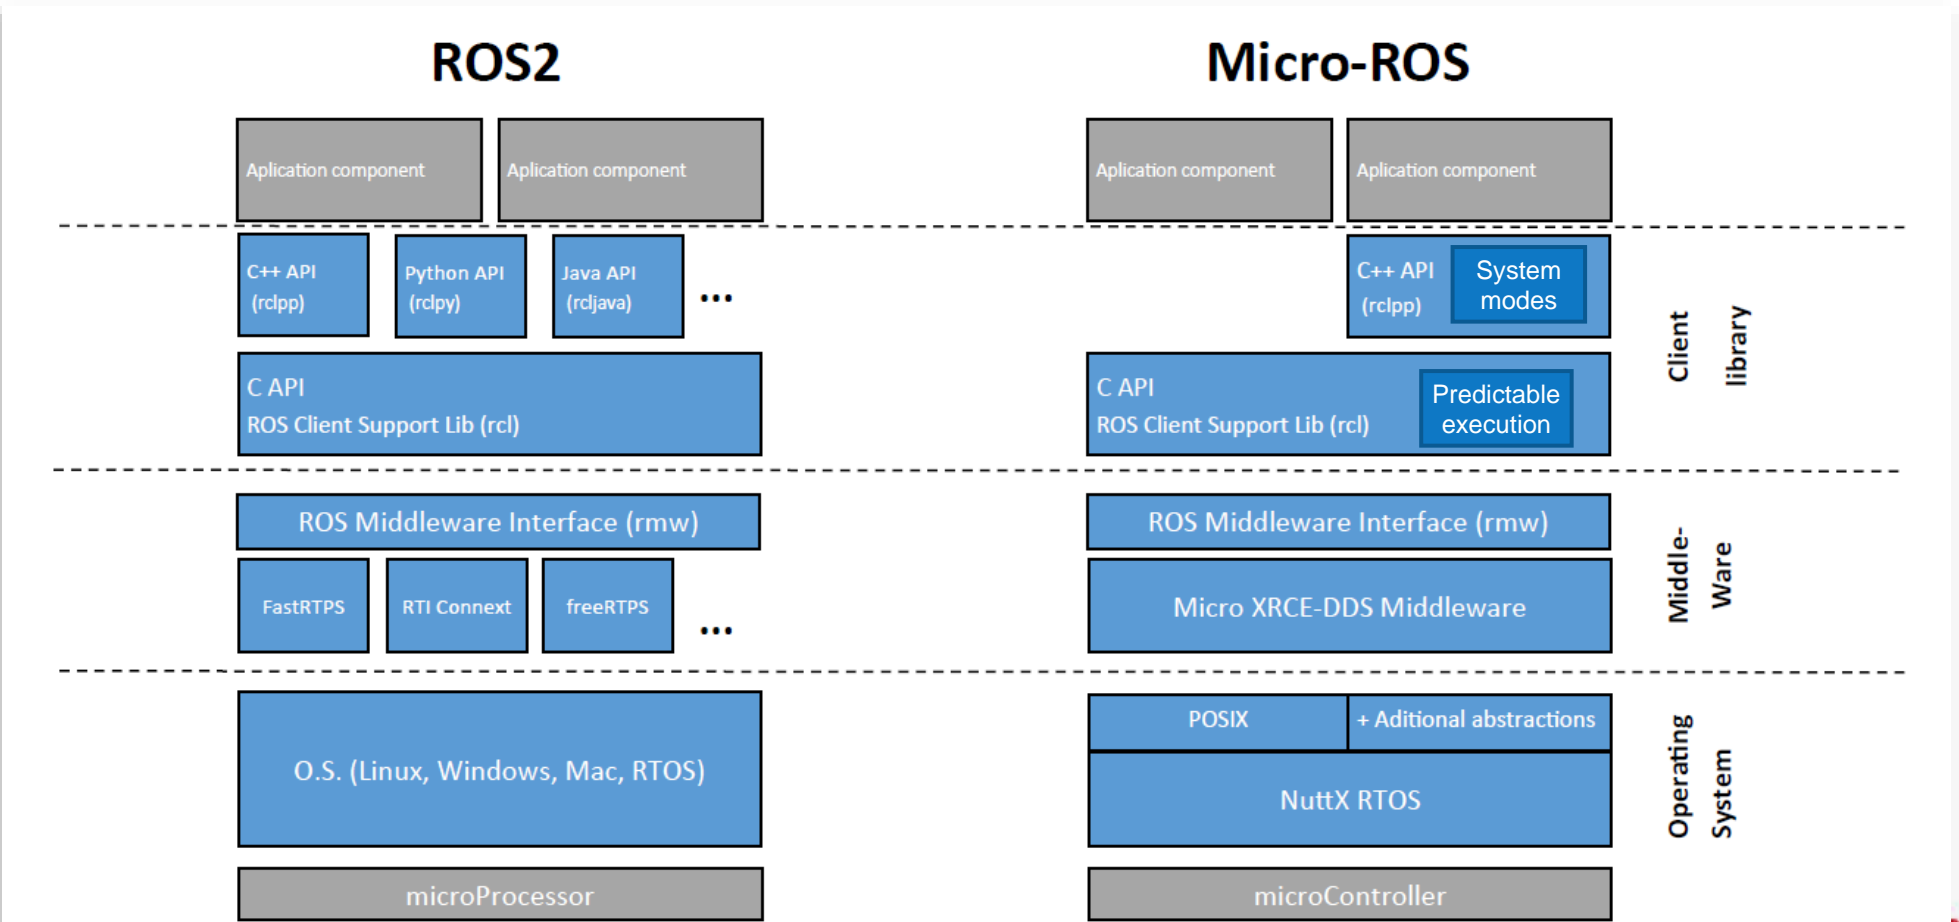 ROS2
Micro-ROS
Aplication component
Aplication component
Aplication component
Aplication component
C++ API
(rclpp)
Python API
(rclpy)
Java API
(rcljava)
...
C++ API
(rclpp)
System
modes
C API
ROS Client Support Lib (rcl)
C API
ROS Client Support Lib (rcl)
Predictable
execution
Client
library
ROS Middleware Interface (rmw)
ROS Middleware Interface (rmw)
FastRTPS
RTI Connext
freeRTPS
...
Micro XRCE-DDS Middleware
Middle-
Ware
O.S. (Linux, Windows, Mac, RTOS)
POSIX
+ Aditional abstractions
NuttX RTOS
Operating
System
microProcessor
microController